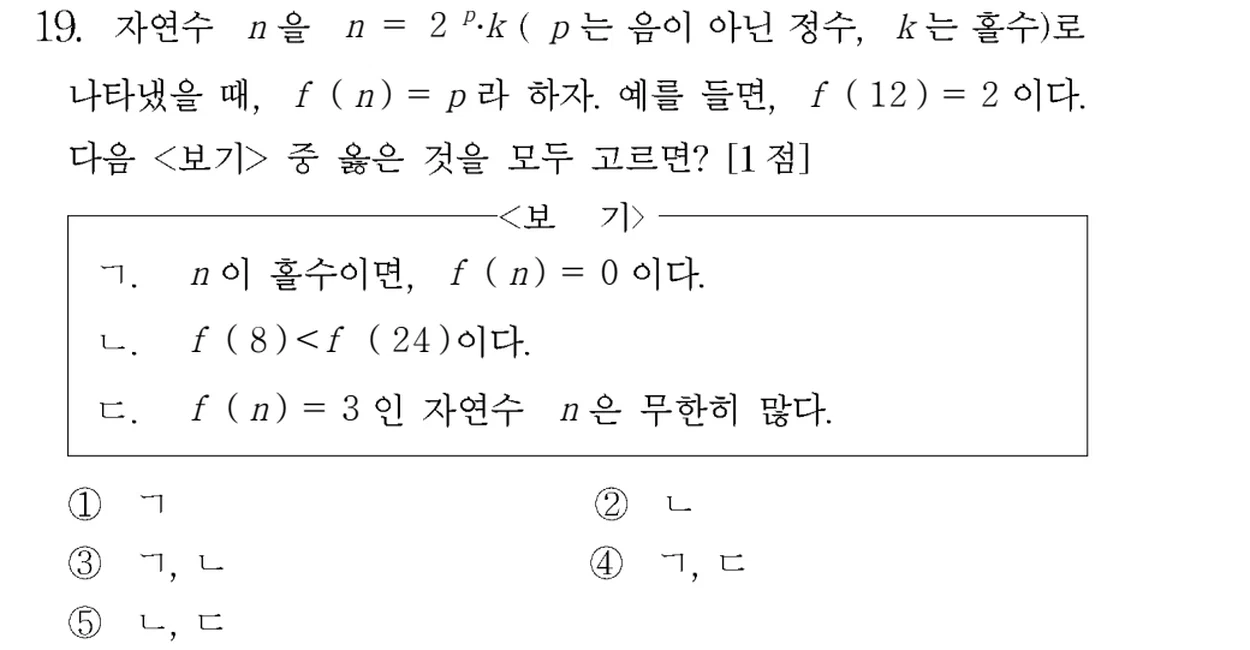 19. 자연수 n을 n = 2^p·k ( p는 음이 아닌 정수, k는 홀수)로
나타냈을 때, f ( n ) = p라 하자. 예를 들면, f ( 12 ) = 2 이다.
다음 <보기> 중 옳은 것을 모두 고르면? [1 점]
<보 기>
ㄱ. n이 홀수이면, f ( n ) = 0 이다.
ㄴ. f ( 8 ) < f ( 24 )이다.
ㄷ. f ( n ) = 3 인 자연수 n은 무한히 많다.
① ㄱ ② ㄴ
③ ㄱ, ㄴ ④ ㄱ, ㄷ
⑤ ㄴ, ㄷ